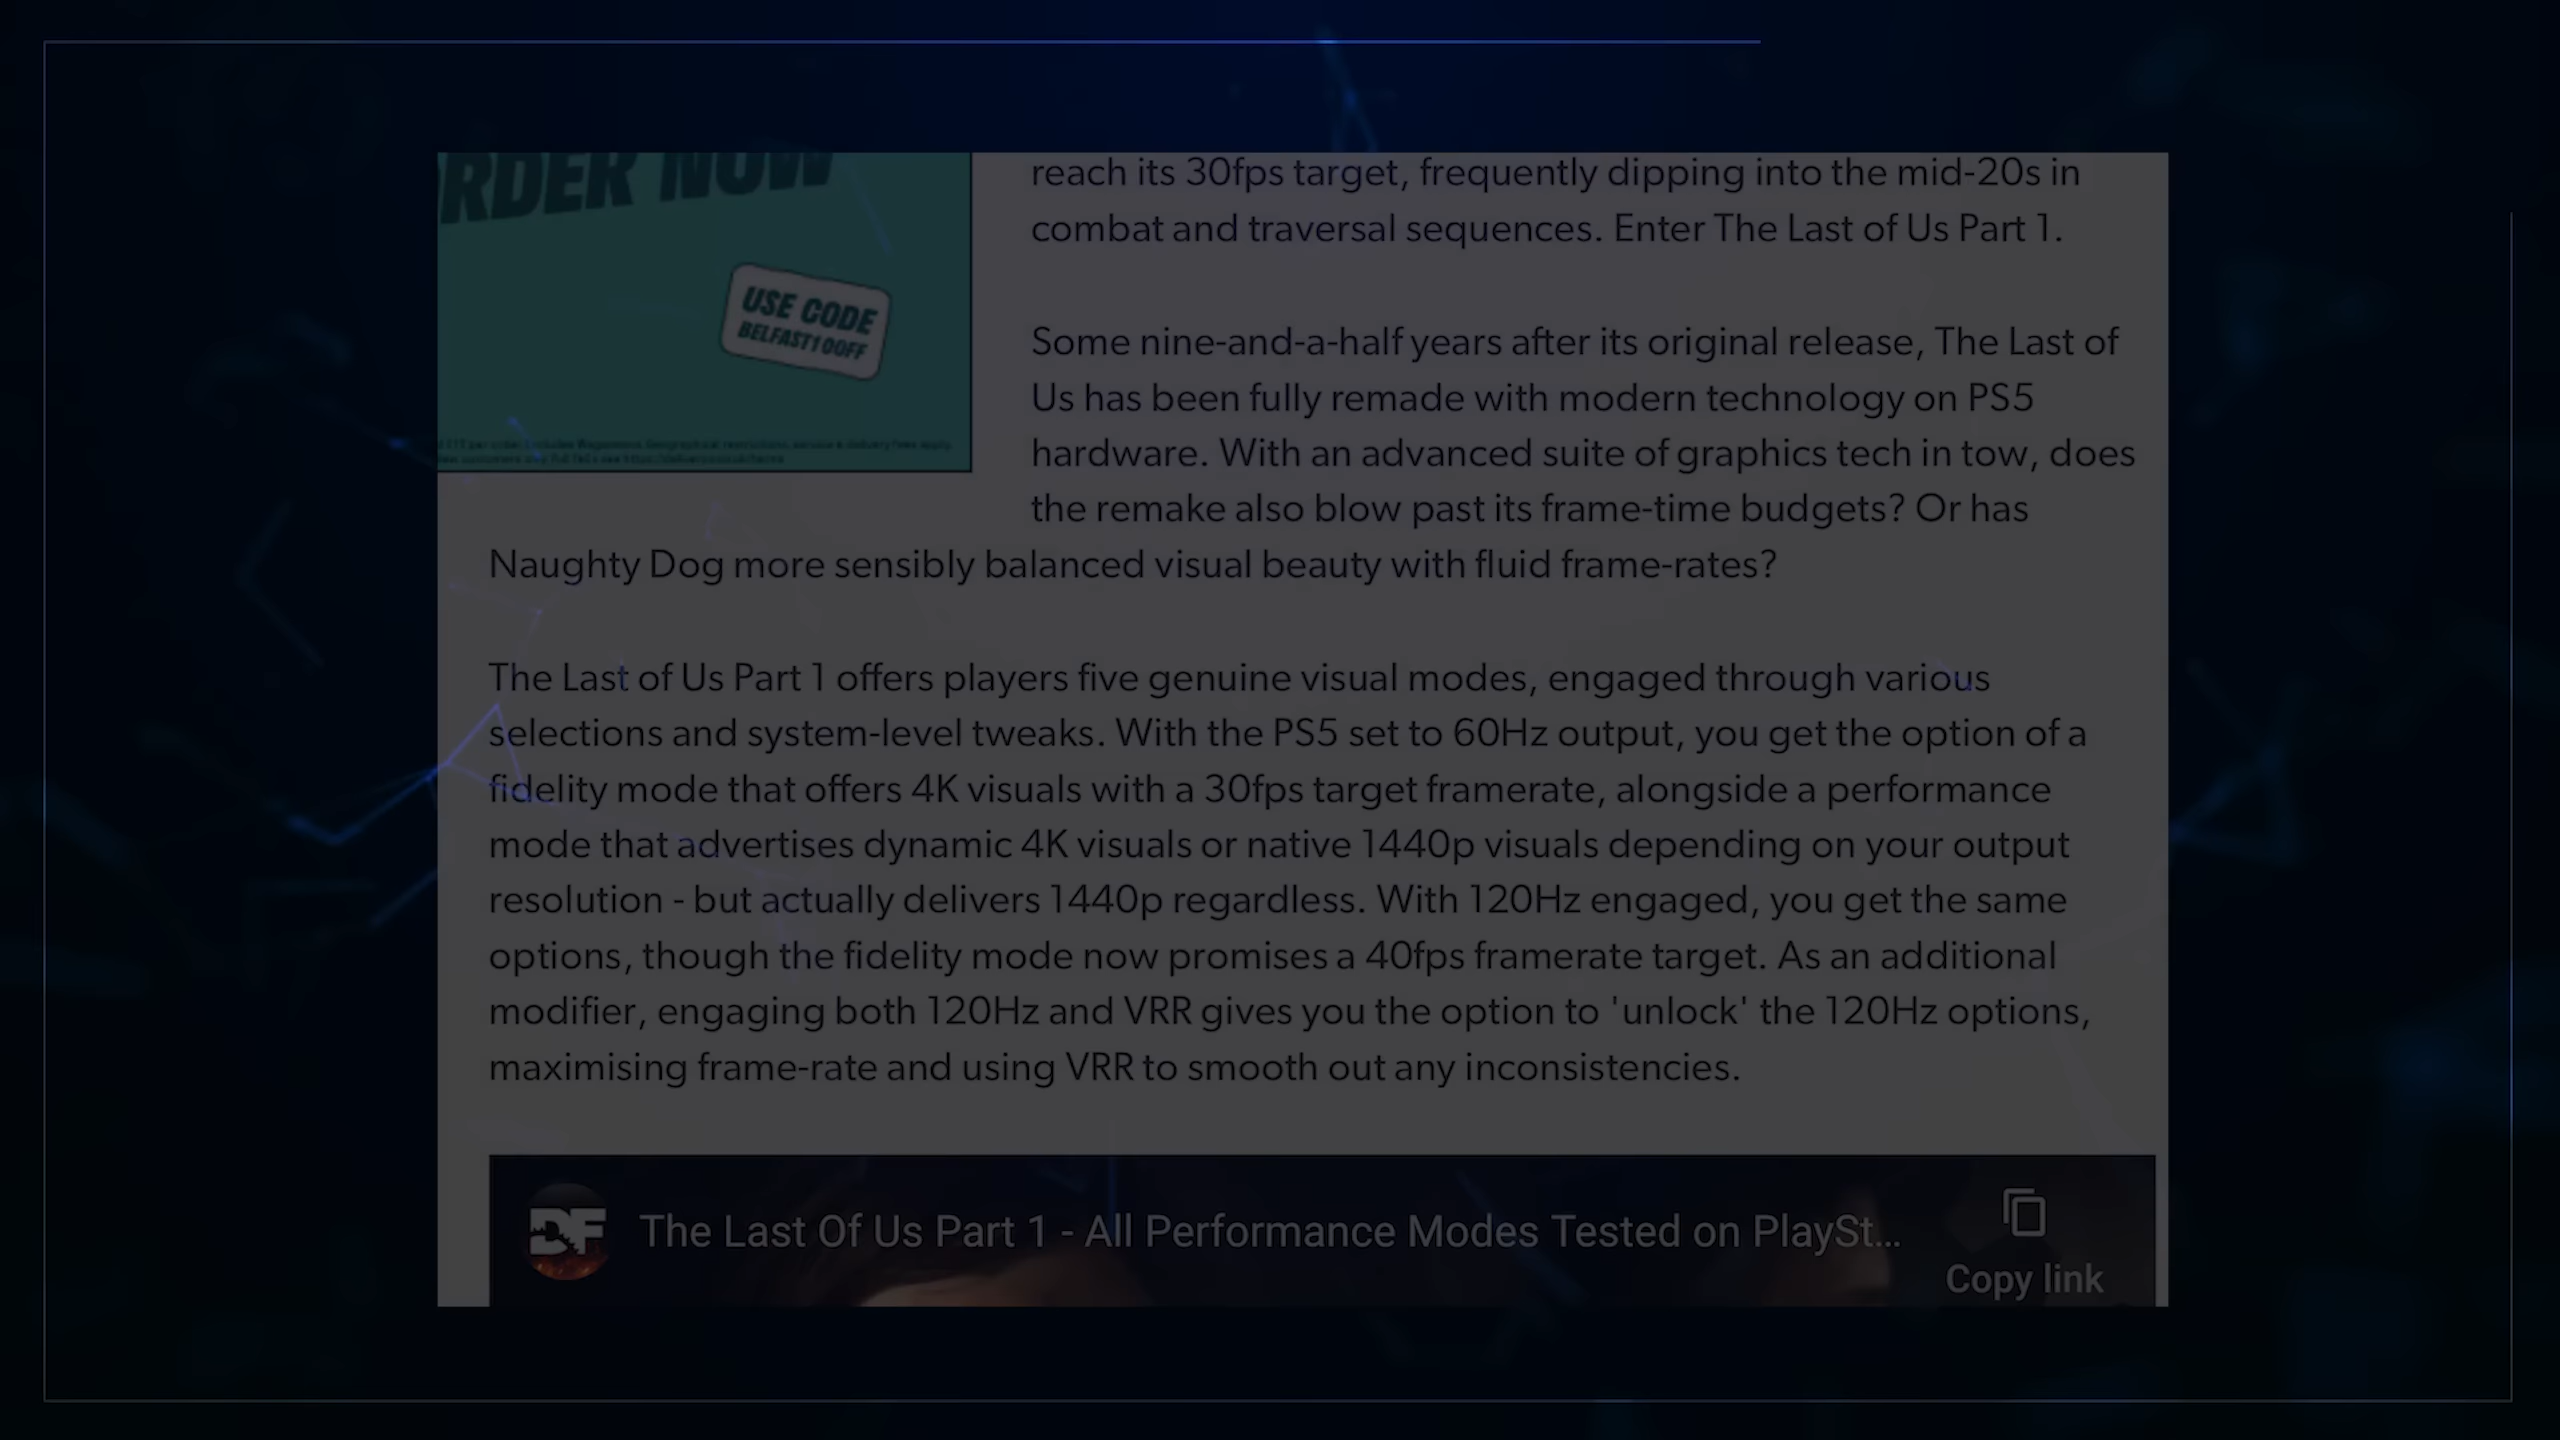 RDER NOW
USE CODE
BELFAST100FF
reach its 30fps target, frequently dipping into the mid-20s in
combat and traversal sequences. Enter The Last of Us Part 1.
Some nine-and-a-half years after its original release, The Last of
Us has been fully remade with modern technology on PS5
hardware. With an advanced suite of graphics tech in tow, does
the remake also blow past its frame-time budgets? Or has
Naughty Dog more sensibly balanced visual beauty with fluid frame-rates?
The Last of Us Part 1 offers players five genuine visual modes, engaged through various
selections and system-level tweaks. With the PS5 set to 60Hz output, you get the option of a
fidelity mode that offers 4K visuals with a 30fps target framerate, alongside a performance
mode that advertises dynamic 4K visuals or native 1440p visuals depending on your output
resolution - but actually delivers 1440p regardless. With 120Hz engaged, you get the same
options, though the fidelity mode now promises a 40fps framerate target. As an additional
modifier, engaging both 120Hz and VRR gives you the option to 'unlock' the 120Hz options,
maximising frame-rate and using VRR to smooth out any inconsistencies.
DF
The Last Of Us Part 1 - All Performance Modes Tested on PlaySt...
Copy link